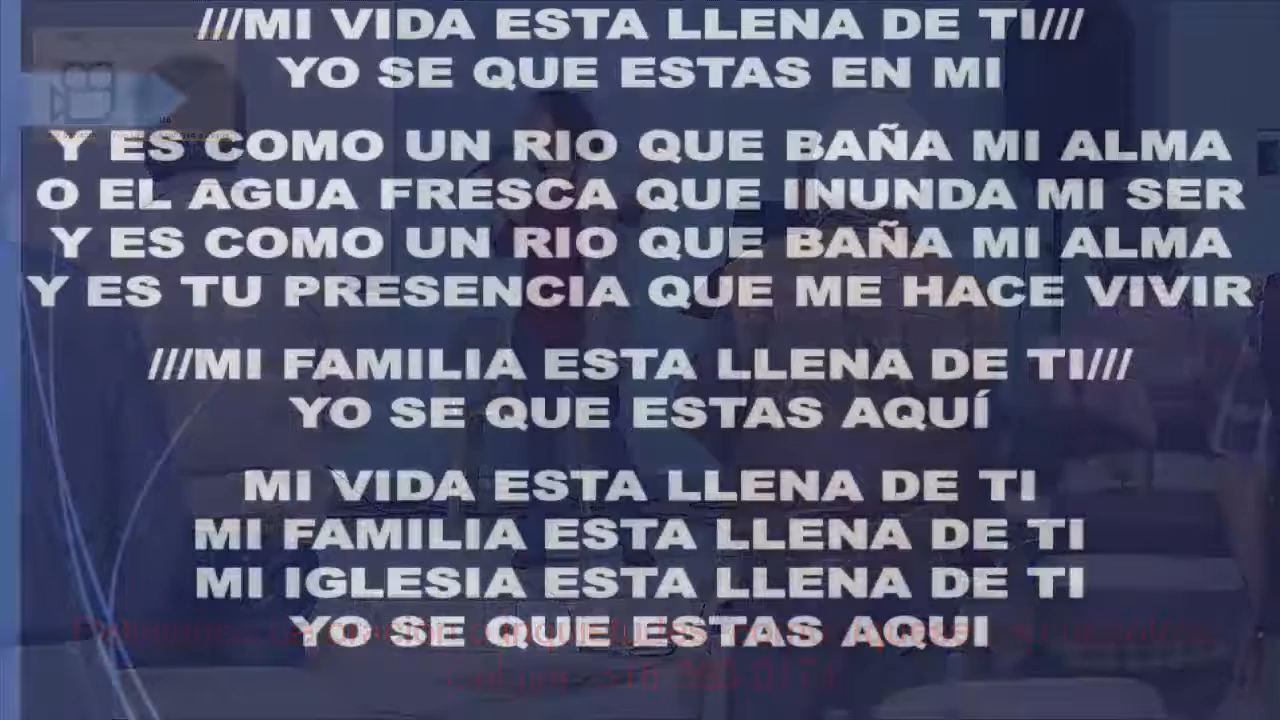 ///MI VIDA ESTA LLENA DE TI///
YO SE QUE ESTAS EN MI
Y ES COMO UN RIO QUE BAÑA MI ALMA
O EL AGUA FRESCA QUE INUNDA MI SER
Y ES COMO UN RIO QUE BAÑA MI ALMA
Y ES TU PRESENCIA QUE ME HACE VIVIR
///MI FAMILIA ESTA LLENA DE TI///
YO SE QUE ESTAS AQUÍ
MI VIDA ESTA LLENA DE TI
MI FAMILIA ESTA LLENA DE TI
MI IGLESIA ESTA LLENA DE TI
YO SE QUE ESTAS AQUI